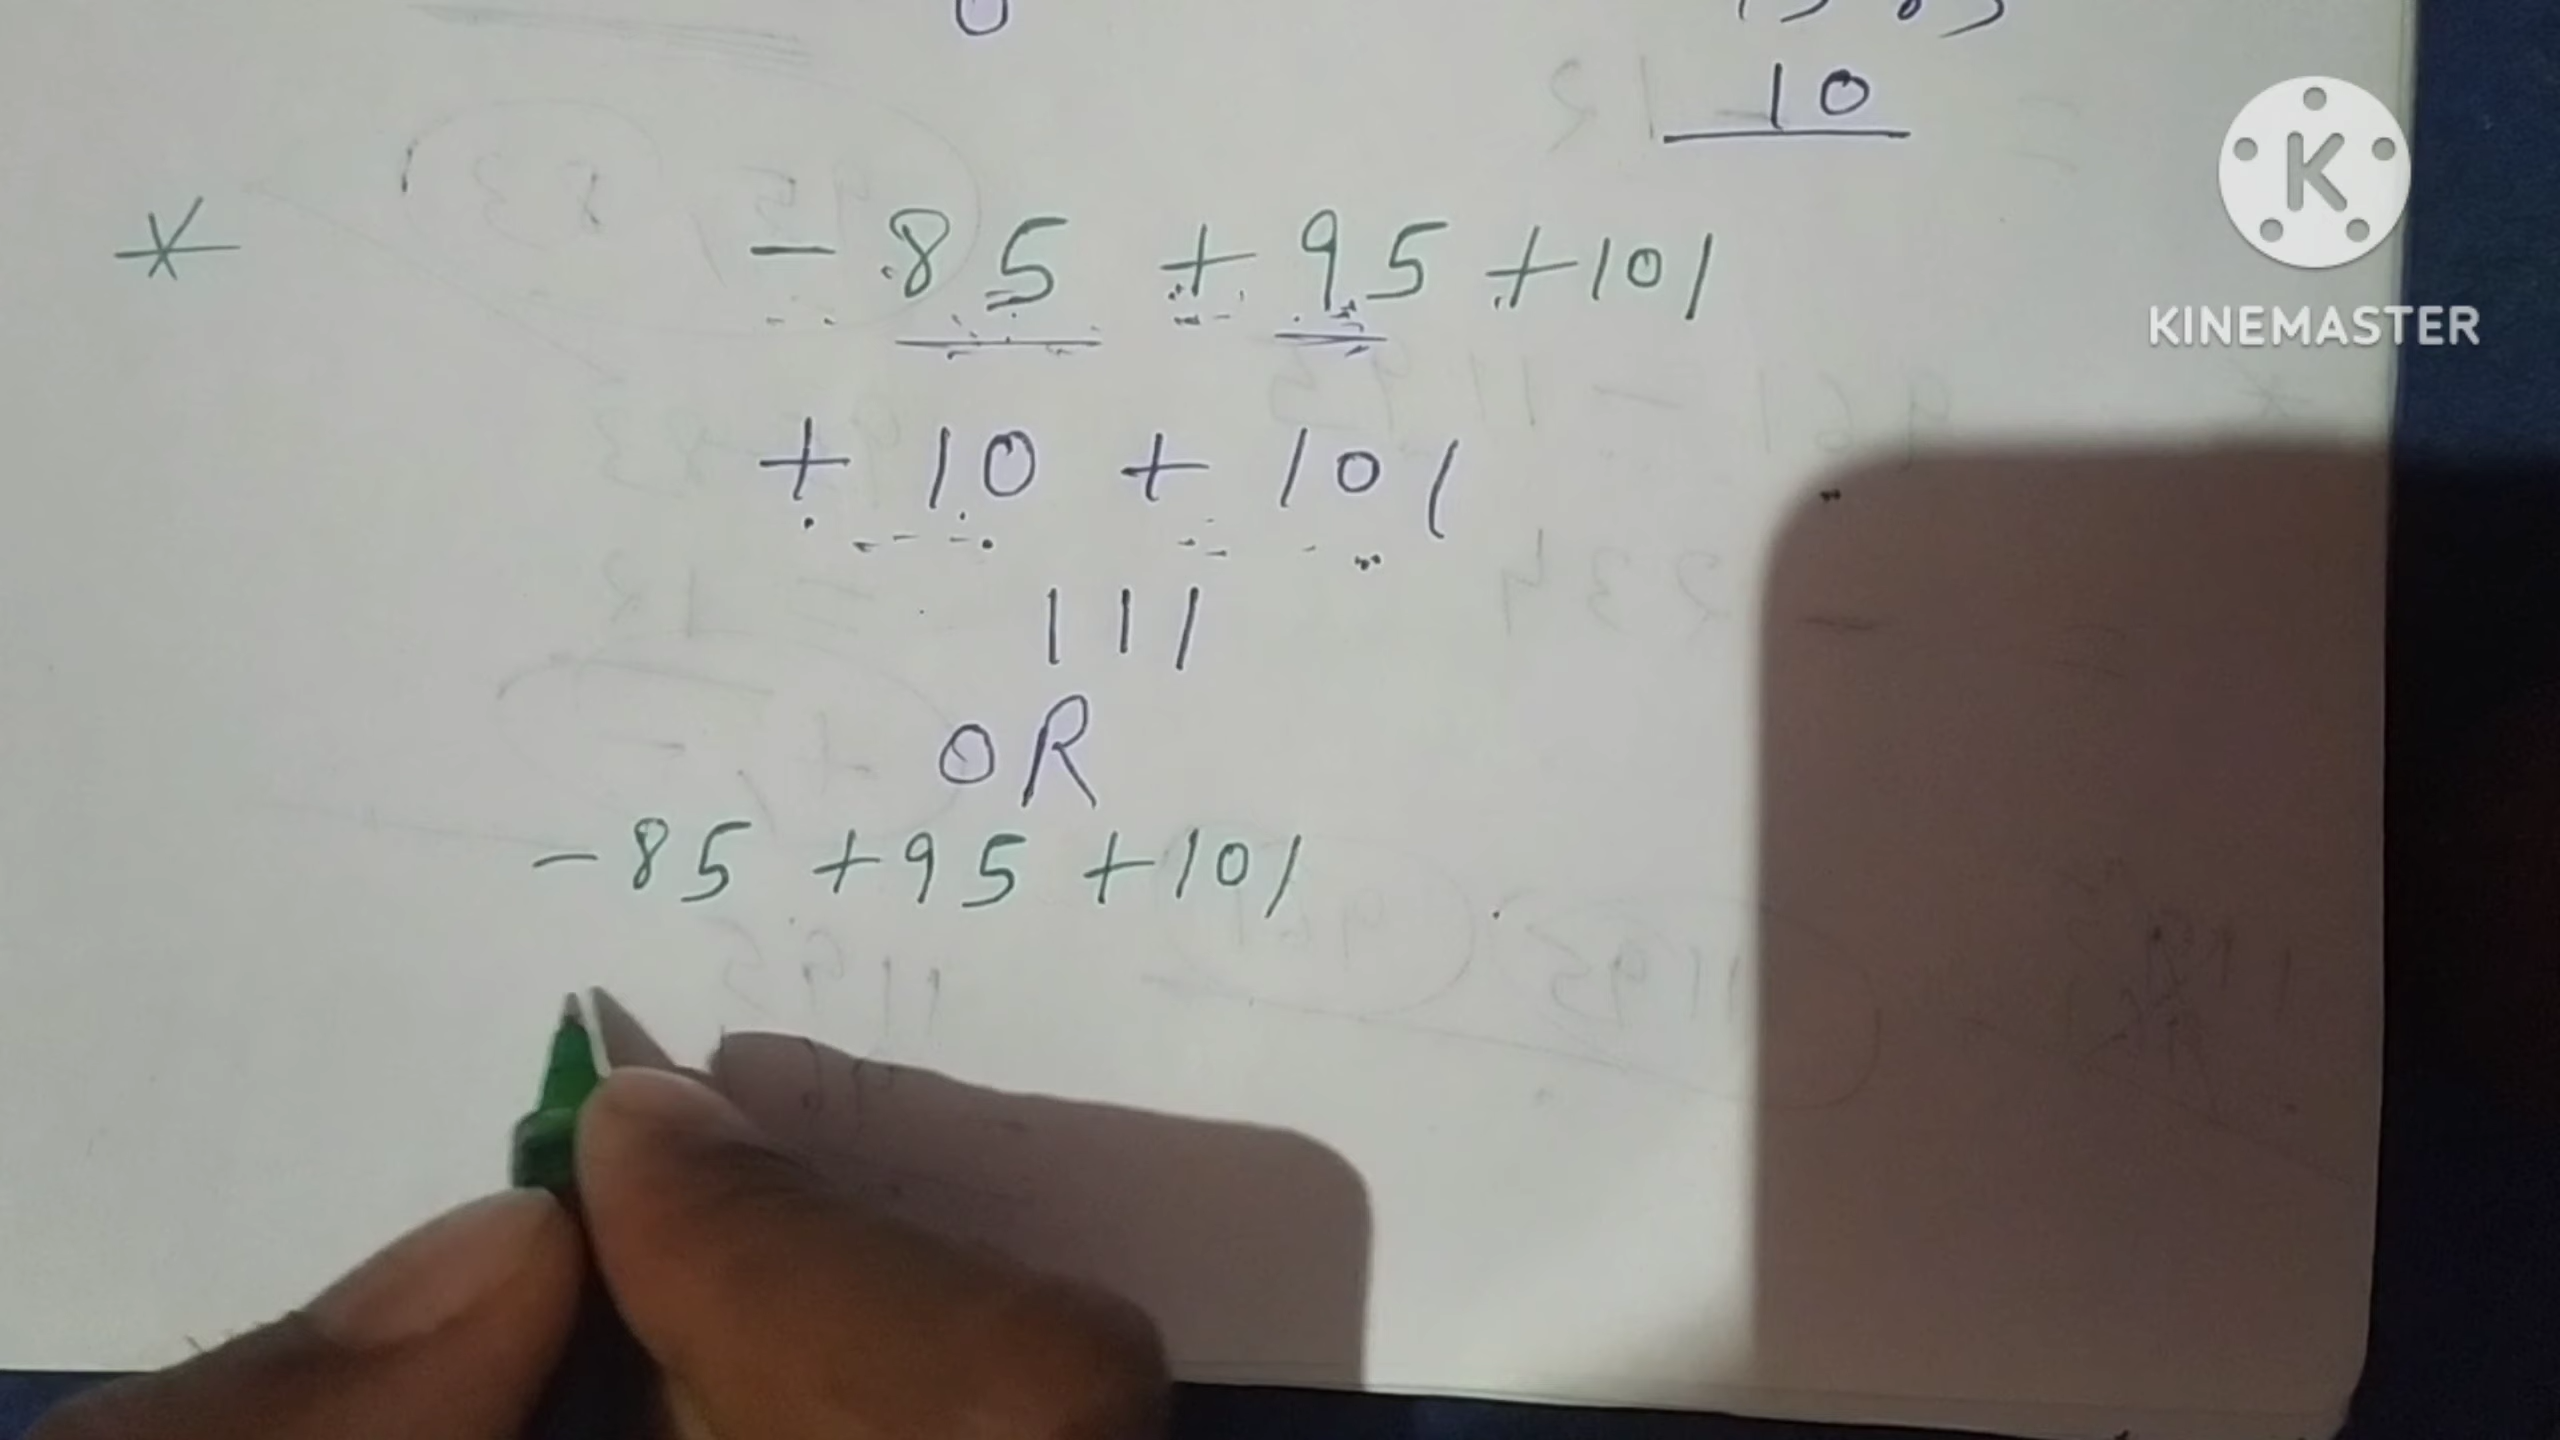 10
* - 85 + 95 + 101
+ 10 + 101
111
OR
- 85 + 95 + 101
KINEMASTER